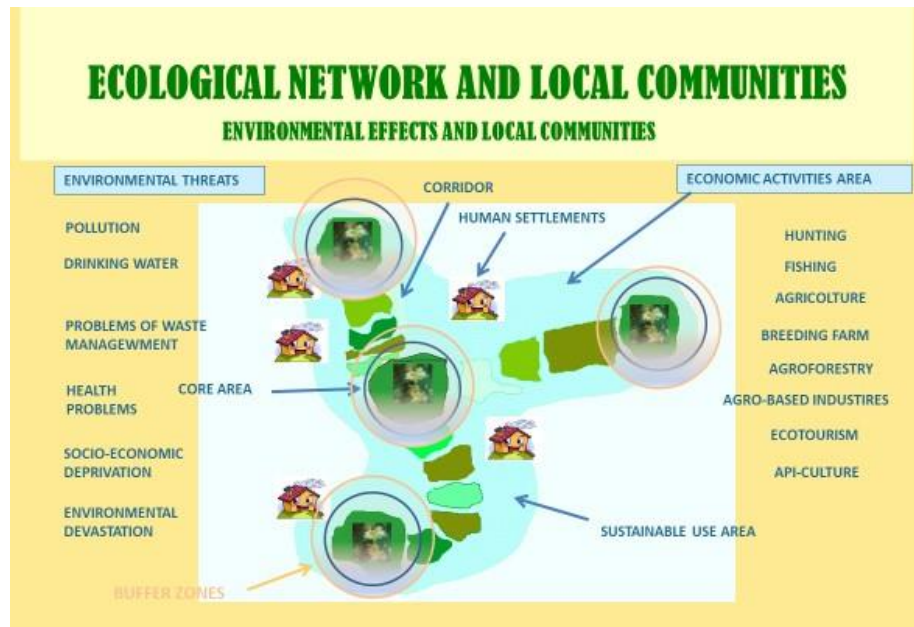 ECOLOGICAL NETWORK AND LOCAL COMMUNITIES
ENVIRONMENTAL EFFECTS AND LOCAL COMMUNITIES
ENVIRONMENTAL THREATS
POLLUTION
DRINKING WATER
PROBLEMS OF WASTE
MANAGEWMENT
HEALTH
PROBLEMS
SOCIO-ECONOMIC
DEPRIVATION
ENVIRONMENTAL
DEVASTATION
CORRIDOR
HUMAN SETTLEMENTS
CORE AREA
SUSTAINABLE USE AREA
BUFFER ZONES
ECONOMIC ACTIVITIES AREA
HUNTING
FISHING
AGRICOLTURE
BREEDING FARM
AGROFORESTRY
AGRO-BASED INDUSTIRES
ECOTOURISM
API-CULTURE